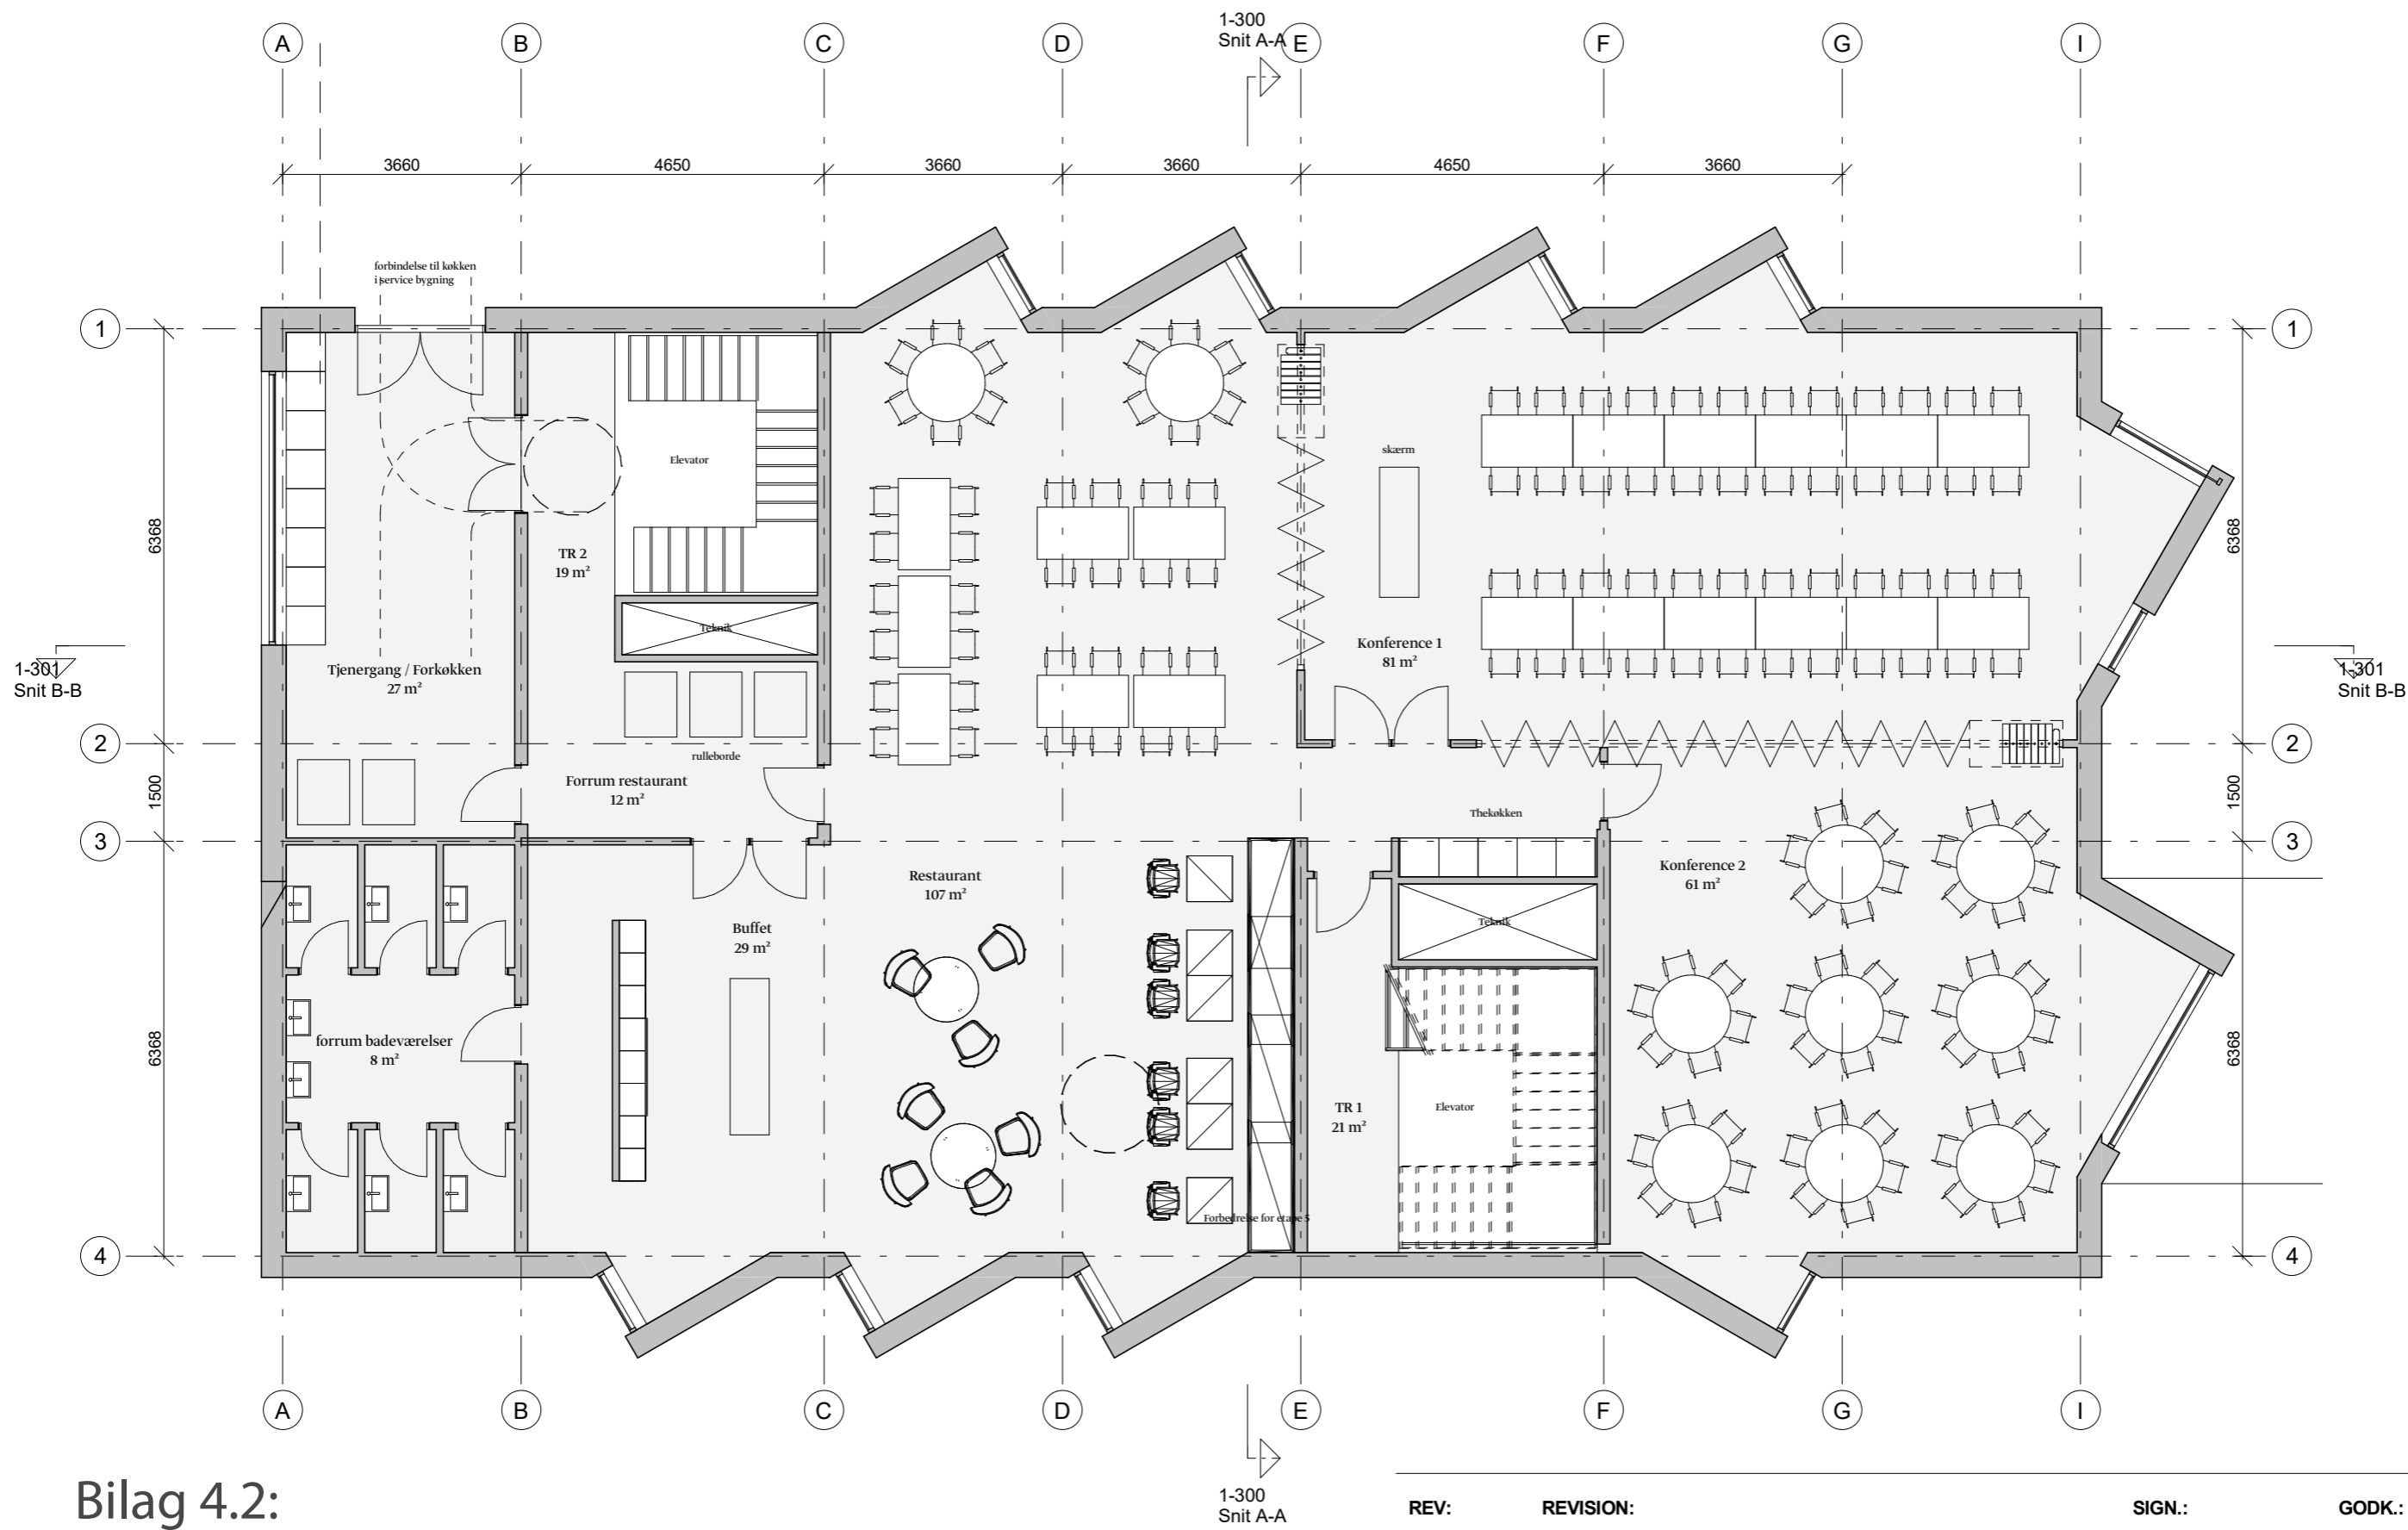 1-300
Snit A-A
A
B
C
D
E
F
G
I
3660
4650
3660
3660
4650
3660
forbindelse til køkken
i service bygning
1
1
skærm
Elevator
6368
6368
TR 2
19 m²
Teknik
Konference 1
81 m²
1-301
Snit B-B
Tjenergang / Forkøkken
27 m²
1-301
Snit B-B
2
2
rulleborde
Forrum restaurant
12 m²
1500
1500
Thekøkken
3
3
Restaurant
107 m²
Konference 2
61 m²
Buffet
29 m²
Teknik
forrum badeværelser
8 m²
6368
6368
TR 1
21 m²
Elevator
Forbedrelse for etape 5
4
4
A
B
C
D
E
F
G
I
1-300
Snit A-A
Bilag 4.2:
REV:
REVISION:
SIGN.:
GODK.: